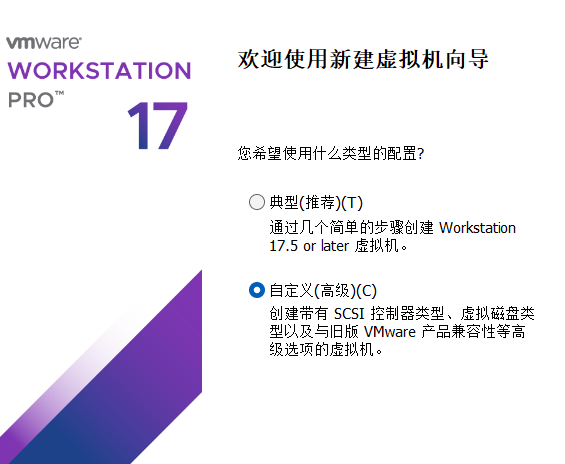 vmware®
WORKSTATION
PRO™
17
欢迎使用新建虚拟机向导
您希望使用什么类型的配置?
典型(推荐)(T)
通过几个简单的步骤创建 Workstation
17.5 or later 虚拟机。
自定义(高级)(C)
创建带有 SCSI 控制器类型、虚拟磁盘类
型以及与旧版 VMware 产品兼容性等高
级选项的虚拟机。